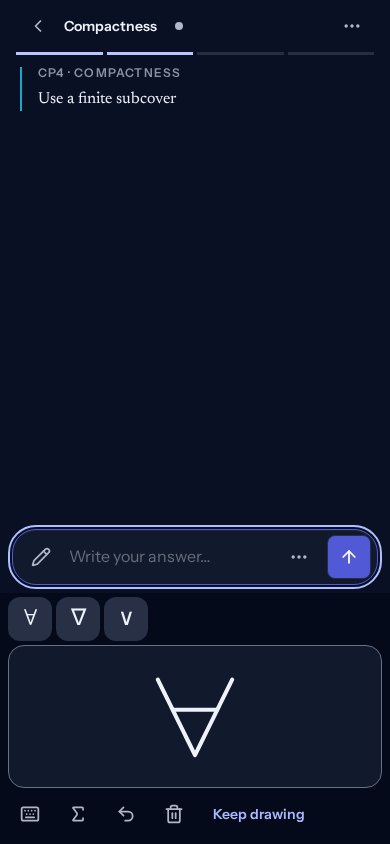 Compactness
CP4 · COMPACTNESS
Use a finite subcover
Write your answer...
∀ ∇ ∨
∀
Keep drawing